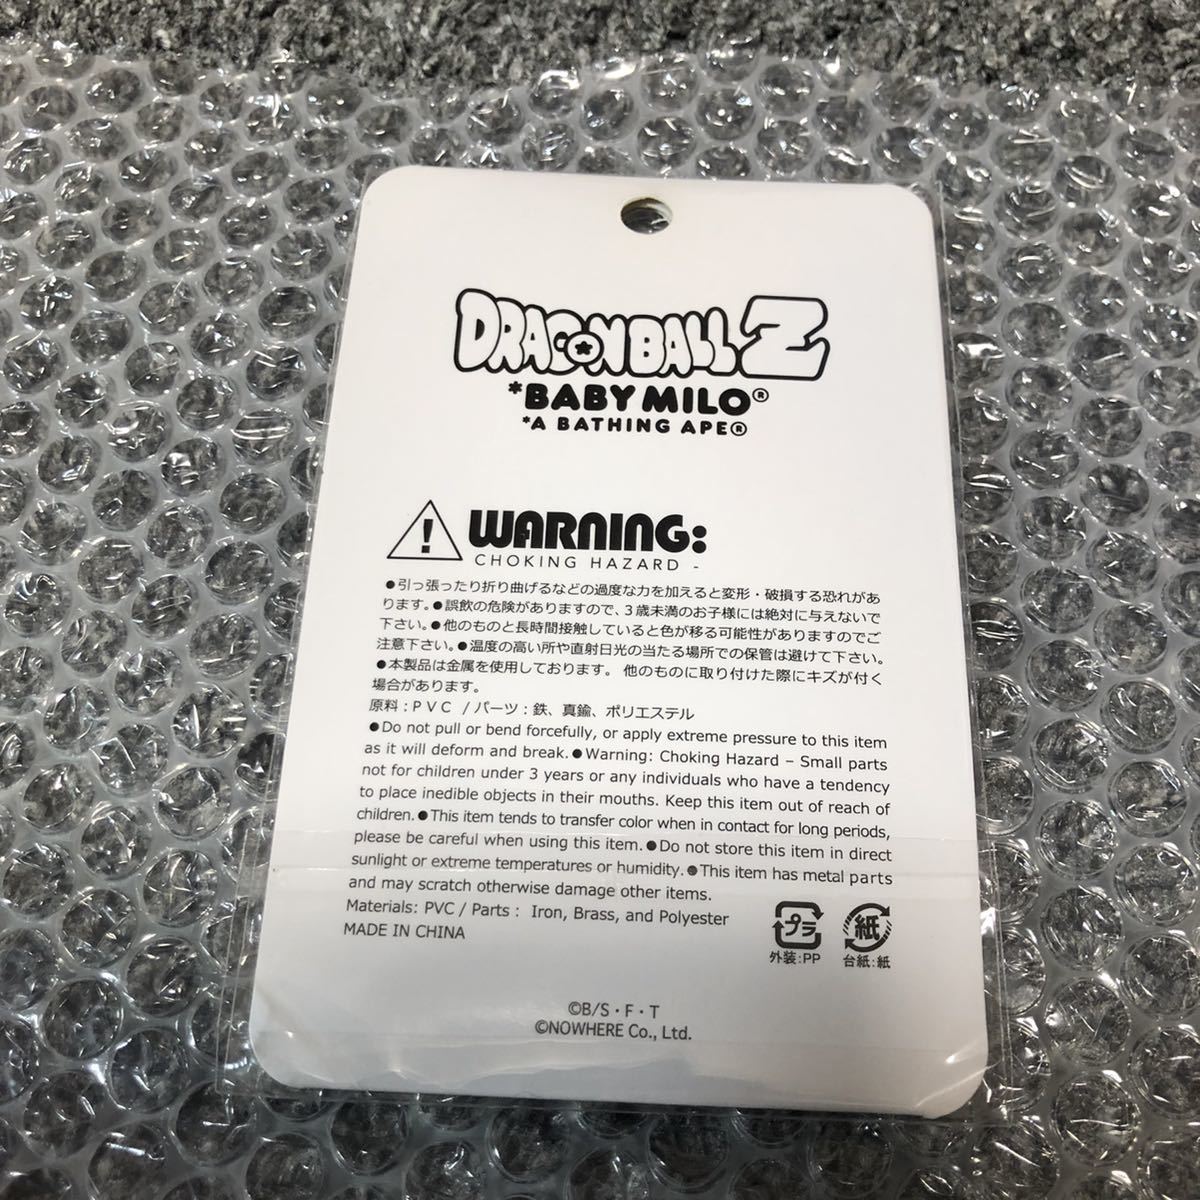 DRAGONBALL Z
*BABY MILO®
*A BATHING APE®
! WARNING:
CHOKING HAZARD -
●引っ張ったり折り曲げるなどの過度な力を加えると変形・破損する恐れがあ
ります。●誤飲の危険がありますので、3歳未満のお子様には絶対に与えないで
下さい。●他のものと長時間接触していると色が移る可能性がありますのでご
注意下さい。●温度の高い所や直射日光の当たる場所での保管は避けて下さい。
●本製品は金属を使用しております。 他のものに取り付けた際にキズが付く
場合があります。
原料:PVC /パーツ:鉄、真鍮、ポリエステル
●Do not pull or bend forcefully, or apply extreme pressure to this item
as it will deform and break.●Warning: Choking Hazard – Small parts
not for children under 3 years or any individuals who have a tendency
to place inedible objects in their mouths. Keep this item out of reach of
children.●This item tends to transfer color when in contact for long periods,
please be careful when using this item.●Do not store this item in direct
sunlight or extreme temperatures or humidity.●This item has metal parts
and may scratch otherwise damage other items.
Materials: PVC / Parts : Iron, Brass, and Polyester
MADE IN CHINA
プラ 紙
外装:PP 台紙:紙
©B/S・F・T
©NOWHERE Co., Ltd.